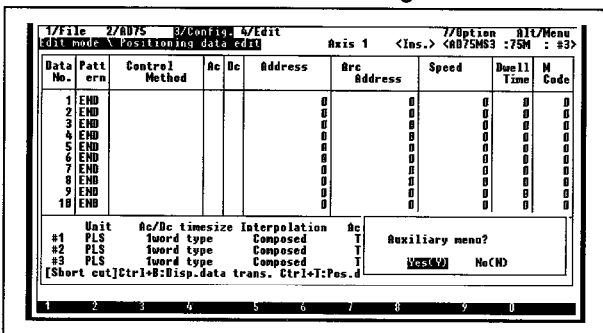 1/File 2/AD75 3/Config. 4/Edit 7/Option Alt/Menu
Edit mode \ Positioning data edit Axis 1 <Ins.> <AD75MS3 :75M : #3>
Data No. Pattern Control Method Ac Dc Address Arc Address Speed Dwell Time M Code
1 END 0 0 0 0 0
2 END 0 0 0 0 0
3 END 0 0 0 0 0
4 END 0 0 0 0 0
5 END 0 0 0 0 0
6 END 0 0 0 0 0
7 END 0 0 0 0 0
8 END 0 0 0 0 0
9 END 0 0 0 0 0
10 END 0 0 0 0 0
Unit Ac/Dc timesize Interpolation Ac
#1 PLS 1word type Composed T
#2 PLS 1word type Composed T
#3 PLS 1word type Composed T
[Short cut]Ctrl+B:Disp.data trans. Ctrl+T:Pos.d
Auxiliary menu?
Yes(Y) No(N)
1 2 3 4 5 6 7 8 9 0